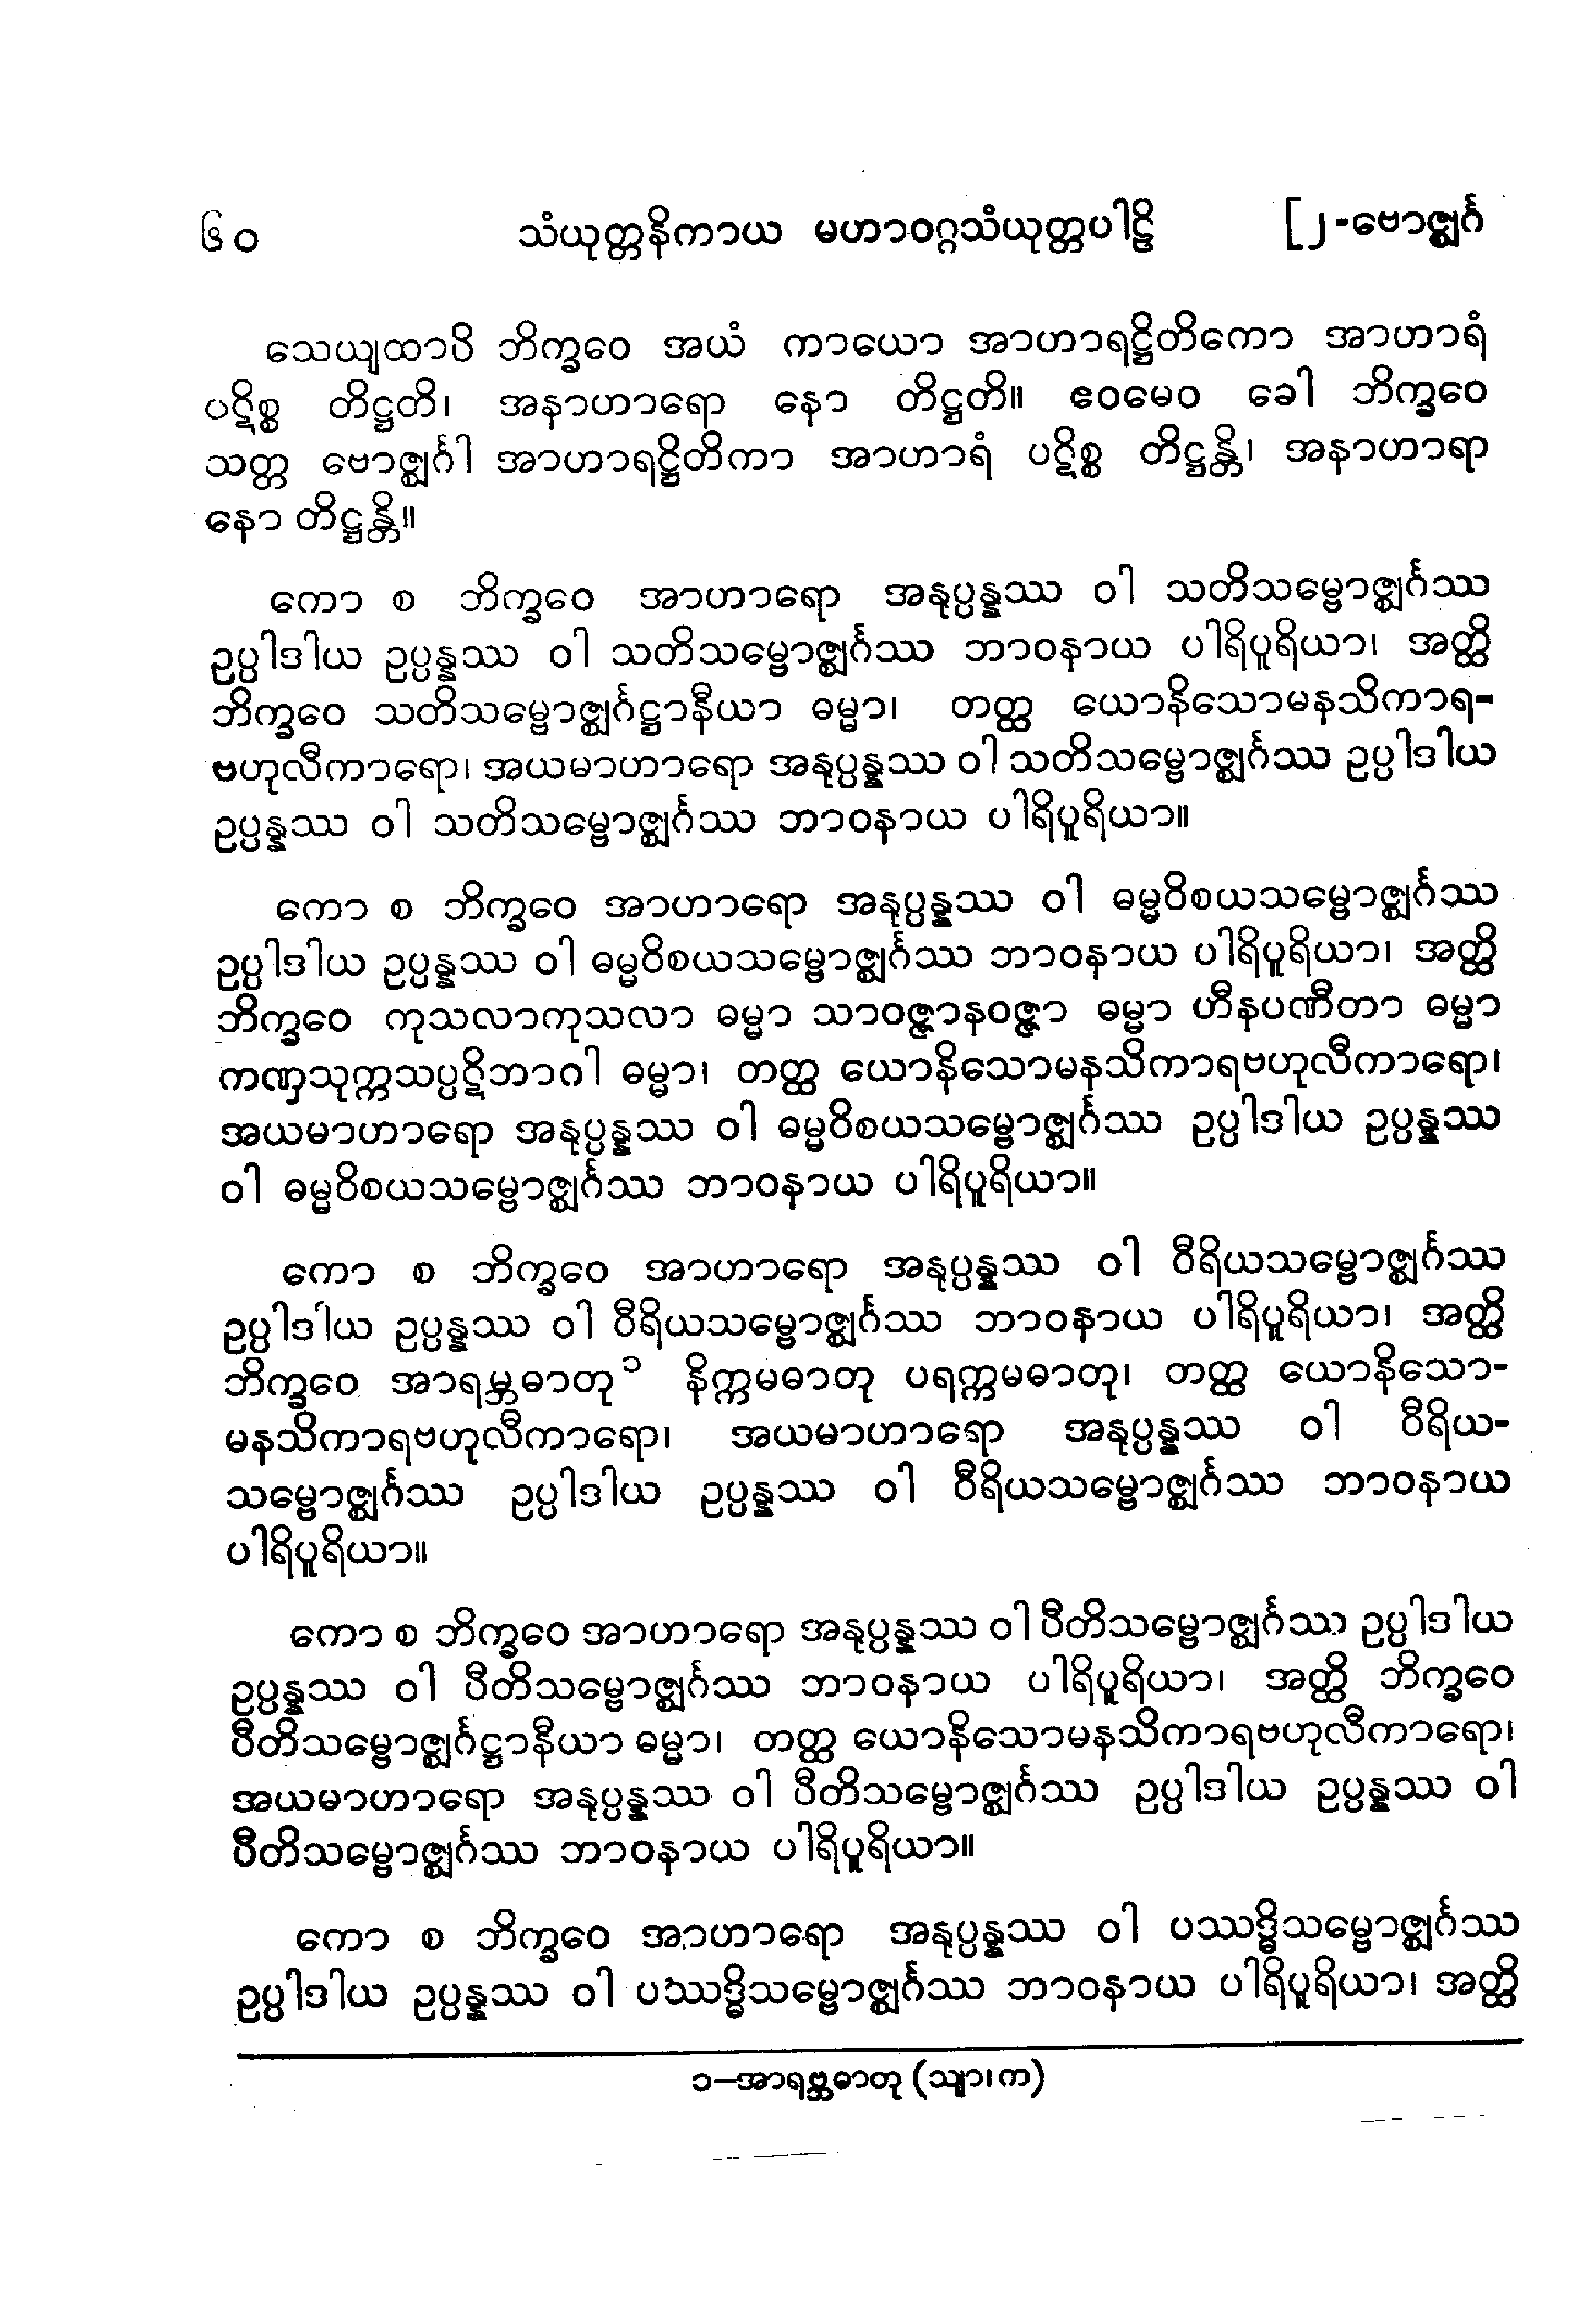 ၆၀ သံယုတ္တနိကာယ မဟာဝဂ္ဂသံယုတ္တပါဠိ [၂-ဗောဇ္ဈင်္ဂ
သေယျထာပိ ဘိက္ခဝေ အယံ ကာယော အာဟာရဋ္ဌိတိကော အာဟာရံ
ပဋိစ္စ တိဋ္ဌတိ၊ အနာဟာရော နော တိဋ္ဌတိ။ ဧဝမေဝ ခေါ ဘိက္ခဝေ
သတ္တ ဗောဇ္ဈင်္ဂါ အာဟာရဋ္ဌိတိကာ အာဟာရံ ပဋိစ္စ တိဋ္ဌန္တိ၊ အနာဟာရာ
နော တိဋ္ဌန္တိ။
ကော စ ဘိက္ခဝေ အာဟာရော အနုပ္ပန္နဿ ဝါ သတိသမ္ဗောဇ္ဈင်္ဂဿ
ဥပ္ပါဒါယ ဥပ္ပန္နဿ ဝါ သတိသမ္ဗောဇ္ဈင်္ဂဿ ဘာဝနာယ ပါရိပူရိယာ၊ အတ္ထိ
ဘိက္ခဝေ သတိသမ္ဗောဇ္ဈင်္ဂဋ္ဌာနီယာ ဓမ္မာ၊ တတ္ထ ယောနိသောမနသိကာရ-
ဗဟုလီကာရော၊ အယမာဟာရော အနုပ္ပန္နဿ ဝါ သတိသမ္ဗောဇ္ဈင်္ဂဿ ဥပ္ပါဒါယ
ဥပ္ပန္နဿ ဝါ သတိသမ္ဗောဇ္ဈင်္ဂဿ ဘာဝနာယ ပါရိပူရိယာ။
ကော စ ဘိက္ခဝေ အာဟာရော အနုပ္ပန္နဿ ဝါ ဓမ္မဝိစယသမ္ဗောဇ္ဈင်္ဂဿ
ဥပ္ပါဒါယ ဥပ္ပန္နဿ ဝါ ဓမ္မဝိစယသမ္ဗောဇ္ဈင်္ဂဿ ဘာဝနာယ ပါရိပူရိယာ၊ အတ္ထိ
ဘိက္ခဝေ ကုသလာကုသလာ ဓမ္မာ သာဝဇ္ဇာနဝဇ္ဇာ ဓမ္မာ ဟီနပဏီတာ ဓမ္မာ
ကဏှသုက္ကသပ္ပဋိဘာဂါ ဓမ္မာ၊ တတ္ထ ယောနိသောမနသိကာရဗဟုလီကာရော၊
အယမာဟာရော အနုပ္ပန္နဿ ဝါ ဓမ္မဝိစယသမ္ဗောဇ္ဈင်္ဂဿ ဥပ္ပါဒါယ ဥပ္ပန္နဿ
ဝါ ဓမ္မဝိစယသမ္ဗောဇ္ဈင်္ဂဿ ဘာဝနာယ ပါရိပူရိယာ။
ကော စ ဘိက္ခဝေ အာဟာရော အနုပ္ပန္နဿ ဝါ ဝီရိယသမ္ဗောဇ္ဈင်္ဂဿ
ဥပ္ပါဒါယ ဥပ္ပန္နဿ ဝါ ဝီရိယသမ္ဗောဇ္ဈင်္ဂဿ ဘာဝနာယ ပါရိပူရိယာ၊ အတ္ထိ
ဘိက္ခဝေ အာရမ္ဘဓာတု ၁ နိက္ကမဓာတု ပရက္ကမဓာတု၊ တတ္ထ ယောနိသော-
မနသိကာရဗဟုလီကာရော၊ အယမာဟာရော အနုပ္ပန္နဿ ဝါ ဝီရိယ-
သမ္ဗောဇ္ဈင်္ဂဿ ဥပ္ပါဒါယ ဥပ္ပန္နဿ ဝါ ဝီရိယသမ္ဗောဇ္ဈင်္ဂဿ ဘာဝနာယ
ပါရိပူရိယာ။
ကော စ ဘိက္ခဝေ အာဟာရော အနုပ္ပန္နဿ ဝါ ပီတိသမ္ဗောဇ္ဈင်္ဂဿ ဥပ္ပါဒါယ
ဥပ္ပန္နဿ ဝါ ပီတိသမ္ဗောဇ္ဈင်္ဂဿ ဘာဝနာယ ပါရိပူရိယာ၊ အတ္ထိ ဘိက္ခဝေ
ပီတိသမ္ဗောဇ္ဈင်္ဂဋ္ဌာနီယာ ဓမ္မာ၊ တတ္ထ ယောနိသောမနသိကာရဗဟုလီကာရော၊
အယမာဟာရော အနုပ္ပန္နဿ ဝါ ပီတိသမ္ဗောဇ္ဈင်္ဂဿ ဥပ္ပါဒါယ ဥပ္ပန္နဿ ဝါ
ပီတိသမ္ဗောဇ္ဈင်္ဂဿ ဘာဝနာယ ပါရိပူရိယာ။
ကော စ ဘိက္ခဝေ အာဟာရော အနုပ္ပန္နဿ ဝါ ပဿဒ္ဓိသမ္ဗောဇ္ဈင်္ဂဿ
ဥပ္ပါဒါယ ဥပ္ပန္နဿ ဝါ ပဿဒ္ဓိသမ္ဗောဇ္ဈင်္ဂဿ ဘာဝနာယ ပါရိပူရိယာ၊ အတ္ထိ
၁-အာရဗ္ဘဓာတု (သျာ၊ က)